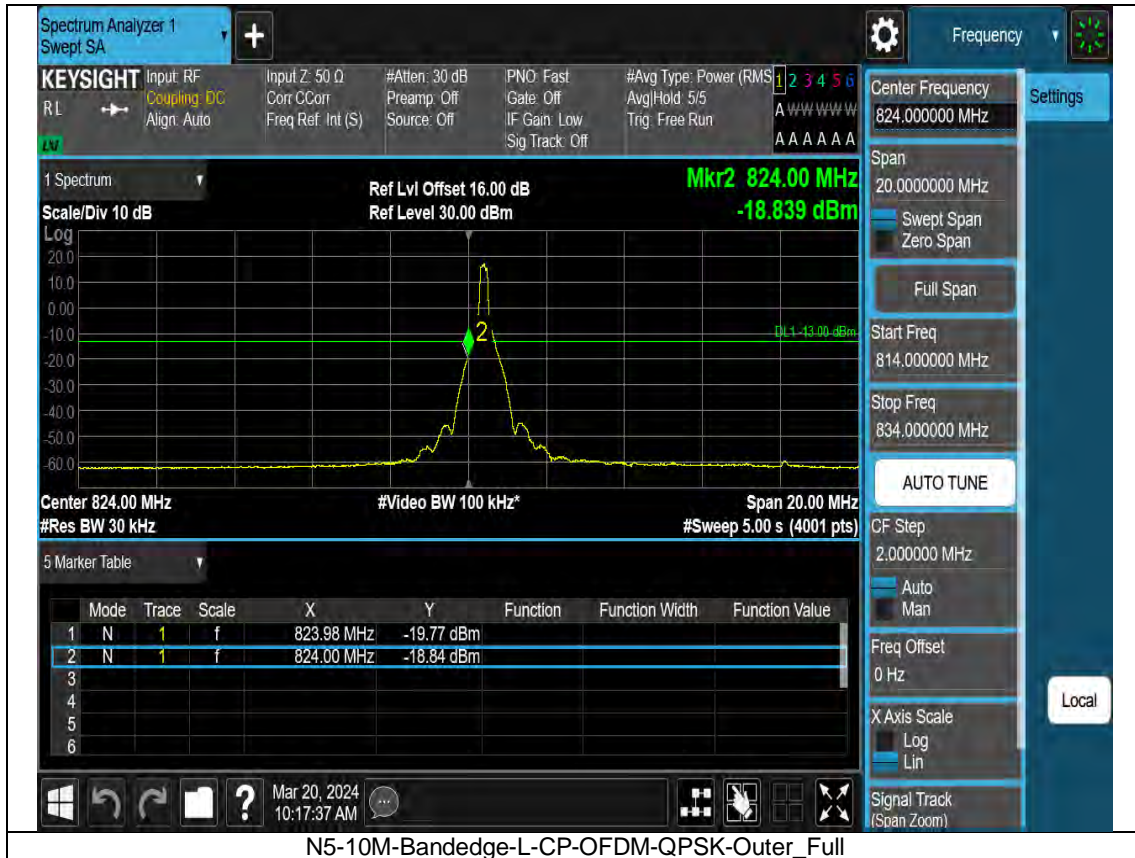 Spectrum Analyzer 1
Swept SA
+
Frequency
KEYSIGHT
RL
LXI
Input: RF
Coupling: DC
Align: Auto
Input Z: 50 Ω
Corr CCorr
Freq Ref: Int (S)
#Atten: 30 dB
Preamp: Off
Source: Off
PNO: Fast
Gate: Off
IF Gain: Low
Sig Track: Off
#Avg Type: Power (RMS
Avg|Hold: 5/5
Trig: Free Run
1 2 3 4 5 6
A W W W W W
A A A A A A
1 Spectrum
Scale/Div 10 dB
Ref Lvl Offset 16.00 dB
Ref Level 30.00 dBm
Mkr2 824.00 MHz
-18.839 dBm
Log
20.0
10.0
0.00
-10.0
-20.0
-30.0
-40.0
-50.0
-60.0
2
DL1 -13.00 dBm
Center 824.00 MHz
#Video BW 100 kHz*
Span 20.00 MHz
#Res BW 30 kHz
#Sweep 5.00 s (4001 pts)
5 Marker Table
Mode Trace Scale X Y Function Function Width Function Value
1 N 1 f 823.98 MHz -19.77 dBm
2 N 1 f 824.00 MHz -18.84 dBm
3
4
5
6
?
Mar 20, 2024
10:17:37 AM
Center Frequency
824.000000 MHz
Settings
Span
20.0000000 MHz
Swept Span
Zero Span
Full Span
Start Freq
814.000000 MHz
Stop Freq
834.000000 MHz
AUTO TUNE
CF Step
2.000000 MHz
Auto
Man
Freq Offset
0 Hz
X Axis Scale
Log
Lin
Local
Signal Track
(Span Zoom)
N5-10M-Bandedge-L-CP-OFDM-QPSK-Outer_Full